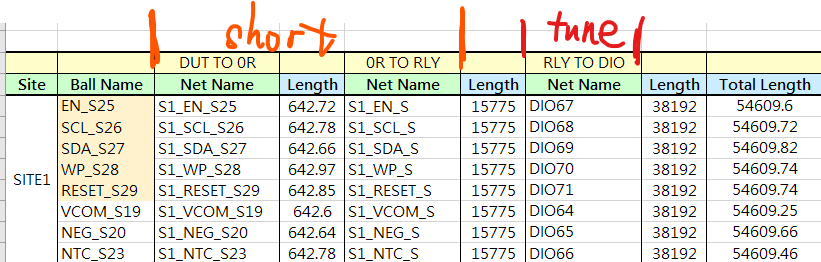 short tune
DUT TO 0R 0R TO RLY RLY TO DIO
Site Ball Name Net Name Length Net Name Length Net Name Length Total Length
EN_S25 S1_EN_S25 642.72 S1_EN_S 15775 DIO67 38192 54609.6
SCL_S26 S1_SCL_S26 642.78 S1_SCL_S 15775 DIO68 38192 54609.72
SDA_S27 S1_SDA_S27 642.66 S1_SDA_S 15775 DIO69 38192 54609.82
WP_S28 S1_WP_S28 642.97 S1_WP_S 15775 DIO70 38192 54609.74
SITE1 RESET_S29 S1_RESET_S29 642.85 S1_RESET_S 15775 DIO71 38192 54609.74
VCOM_S19 S1_VCOM_S19 642.6 S1_VCOM_S 15775 DIO64 38192 54609.25
NEG_S20 S1_NEG_S20 642.64 S1_NEG_S 15775 DIO65 38192 54609.66
NTC_S23 S1_NTC_S23 642.78 S1_NTC_S 15775 DIO66 38192 54609.46